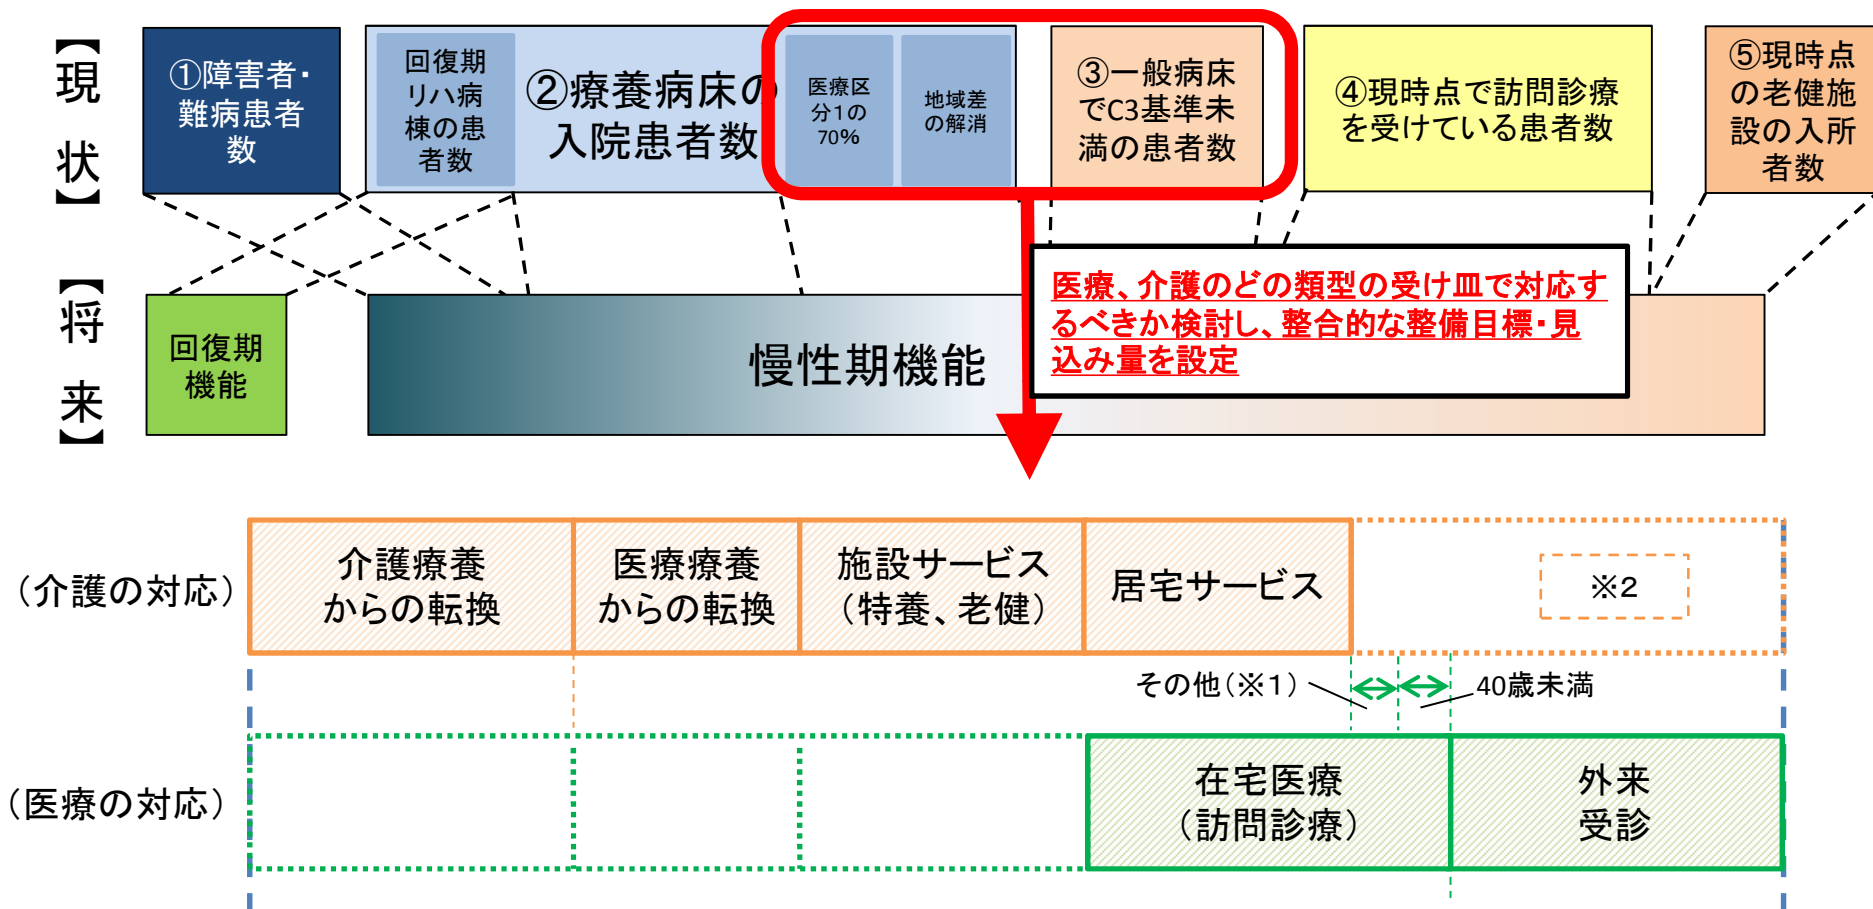 【現状】
①障害者・
難病患者
数
回復期
リハ病
棟の患
者数
②療養病床の
入院患者数
医療区
分1の
70%
地域差
の解消
③一般病床
でC3基準未
満の患者数
④現時点で訪問診療
を受けている患者数
⑤現時点
の老健施
設の入所
者数
【将来】
回復期
機能
慢性期機能
医療、介護のどの類型の受け皿で対応す
るべきか検討し、整合的な整備目標・見
込み量を設定
（介護の対応）
介護療養
からの転換
医療療養
からの転換
施設サービス
（特養、老健）
居宅サービス
※2
その他（※1）
40歳未満
（医療の対応）
在宅医療
（訪問診療）
外来
受診